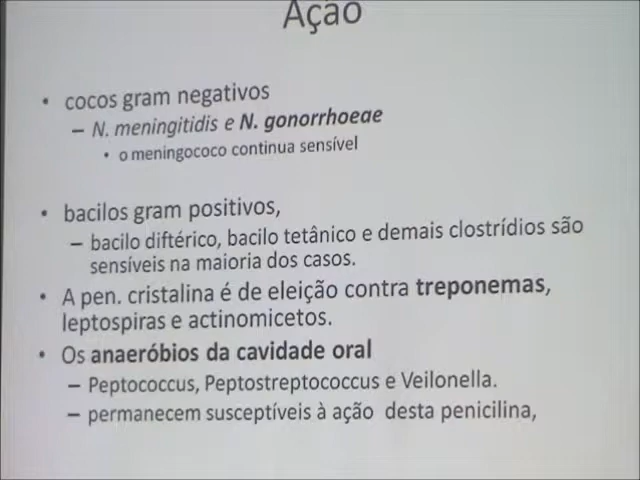 Ação
• cocos gram negativos
– N. meningitidis e N. gonorrhoeae
• o meningococo continua sensível
• bacilos gram positivos,
– bacilo diftérico, bacilo tetânico e demais clostrídios são
sensíveis na maioria dos casos.
• A pen. cristalina é de eleição contra treponemas,
leptospiras e actinomicetos.
• Os anaeróbios da cavidade oral
– Peptococcus, Peptostreptococcus e Veilonella.
– permanecem susceptíveis à ação desta penicilina,